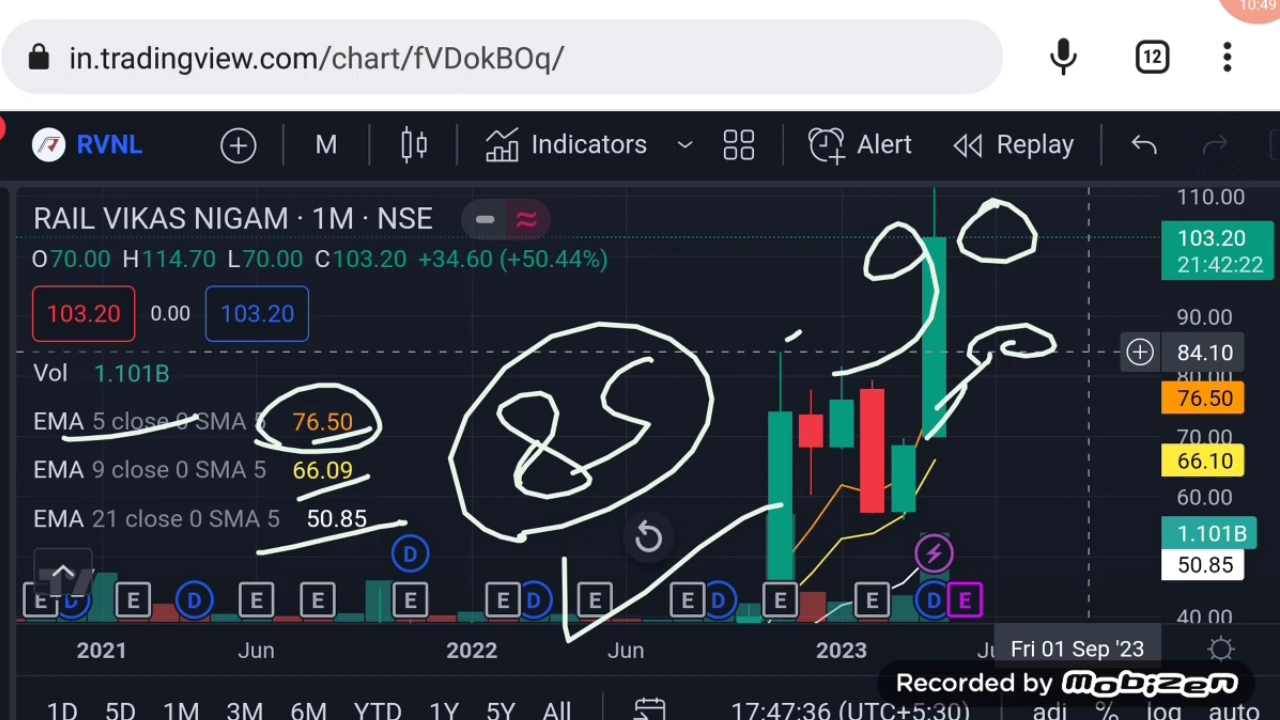 10:49
in.tradingview.com/chart/fVDokBOq/
12
RVNL
M
Indicators
Alert
Replay
RAIL VIKAS NIGAM · 1M · NSE
O70.00 H114.70 L70.00 C103.20 +34.60 (+50.44%)
103.20 0.00 103.20
Vol 1.101B
EMA 5 close 0 SMA 5 76.50
EMA 9 close 0 SMA 5 66.09
EMA 21 close 0 SMA 5 50.85
85
90
110.00
103.20
21:42:22
90.00
84.10
80.00
76.50
70.00
66.10
60.00
1.101B
50.85
40.00
D
E D E D E E E E D E E D E E D E
2021 Jun 2022 Jun 2023 Fri 01 Sep '23
Recorded by Mobizen
1D 5D 1M 3M 6M YTD 1Y 5Y All 17:47:36 (UTC+5:30) adj % log auto